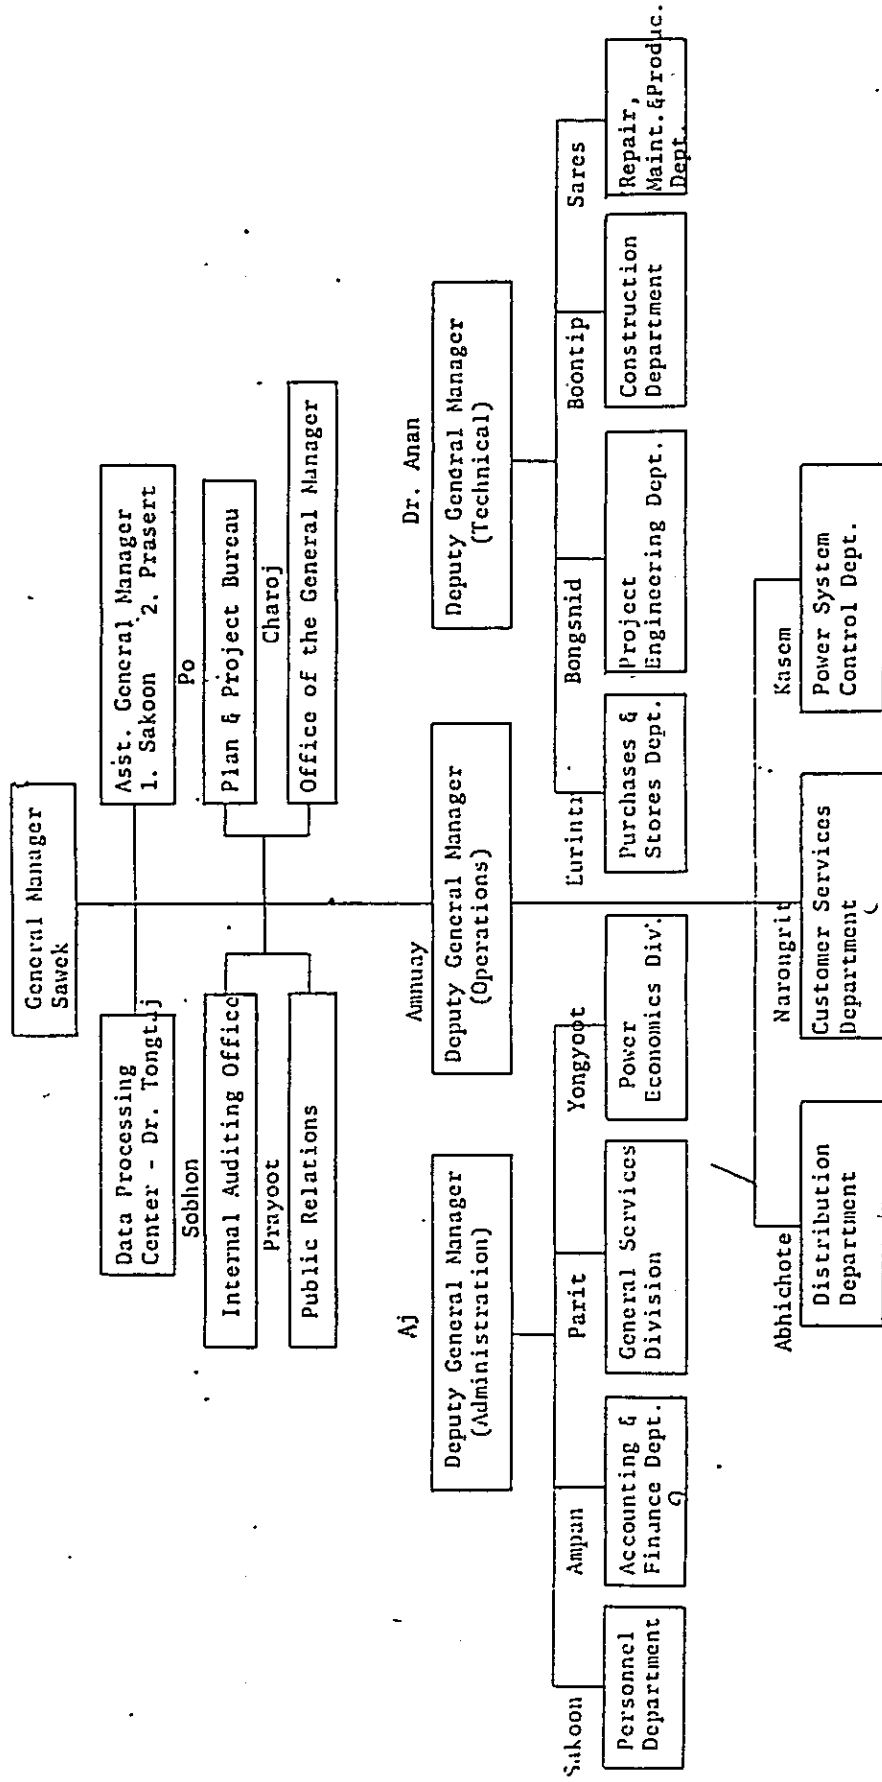 General Manager
Sawek
Data Processing
Center - Dr. Tongtij
Asst. General Manager
1. Sakoon 2. Prasert
Sobhon
Po
Internal Auditing Office
Plan & Project Bureau
Prayoot
Charoj
Public Relations
Office of the General Manager
Aj
Deputy General Manager
(Administration)
Amnuay
Deputy General Manager
(Operations)
Dr. Anan
Deputy General Manager
(Technical)
Sakoon
Personnel
Department
Ampan
Accounting &
Finance Dept.
Parit
General Services
Division
Yongyoot
Power
Economics Div.
Purchases &
Stores Dept.
Bongsnid
Project
Engineering Dept.
Boontip
Construction
Department
Sares
Repair,
Maint.&Produc.
Dept.
Abhichote
Distribution
Department
Narongrit
Customer Services
Department
Kasem
Power System
Control Dept.